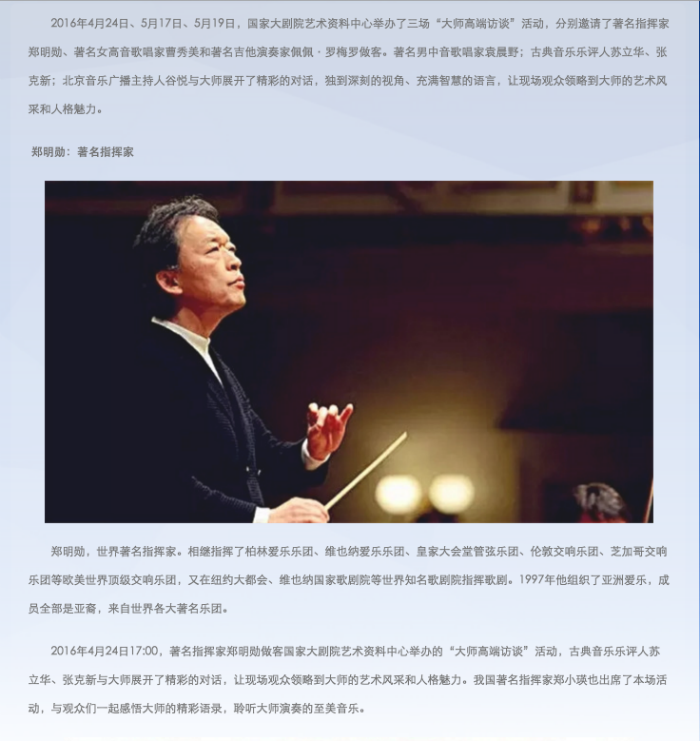 2016年4月24日、5月17日、5月19日，国家大剧院艺术资料中心举办了三场“大师高端访谈”活动，分别邀请了著名指挥家
郑明勋、著名女高音歌唱家曹秀美和著名吉他演奏家佩佩·罗梅罗做客。著名男中音歌唱家袁晨野；古典音乐乐评人苏立华、张
克新；北京音乐广播主持人谷悦与大师展开了精彩的对话，独到深刻的视角、充满智慧的语言，让现场观众领略到大师的艺术风
采和人格魅力。
郑明勋：著名指挥家
郑明勋，世界著名指挥家。相继指挥了柏林爱乐乐团、维也纳爱乐乐团、皇家大会堂管弦乐团、伦敦交响乐团、芝加哥交响
乐团等欧美世界顶级交响乐团，又在纽约大都会、维也纳国家歌剧院等世界知名歌剧院指挥歌剧。1997年他组织了亚洲爱乐，成
员全部是亚裔，来自世界各大著名乐团。
2016年4月24日17:00，著名指挥家郑明勋做客国家大剧院艺术资料中心举办的“大师高端访谈”活动，古典音乐乐评人苏
立华、张克新与大师展开了精彩的对话，让现场观众领略到大师的艺术风采和人格魅力。我国著名指挥家郑小瑛也出席了本场活
动，与观众们一起感悟大师的精彩语录，聆听大师演奏的至美音乐。